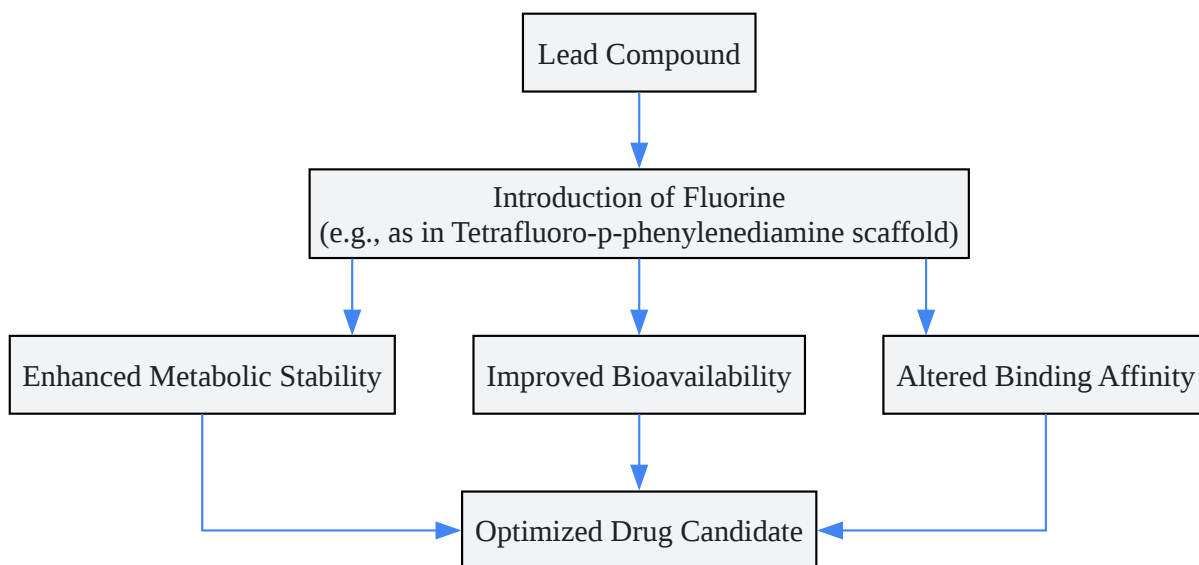 Lead Compound
Introduction of Fluorine
(e.g., as in Tetrafluoro-p-phenylenediamine scaffold)
Enhanced Metabolic Stability
Improved Bioavailability
Altered Binding Affinity
Optimized Drug Candidate